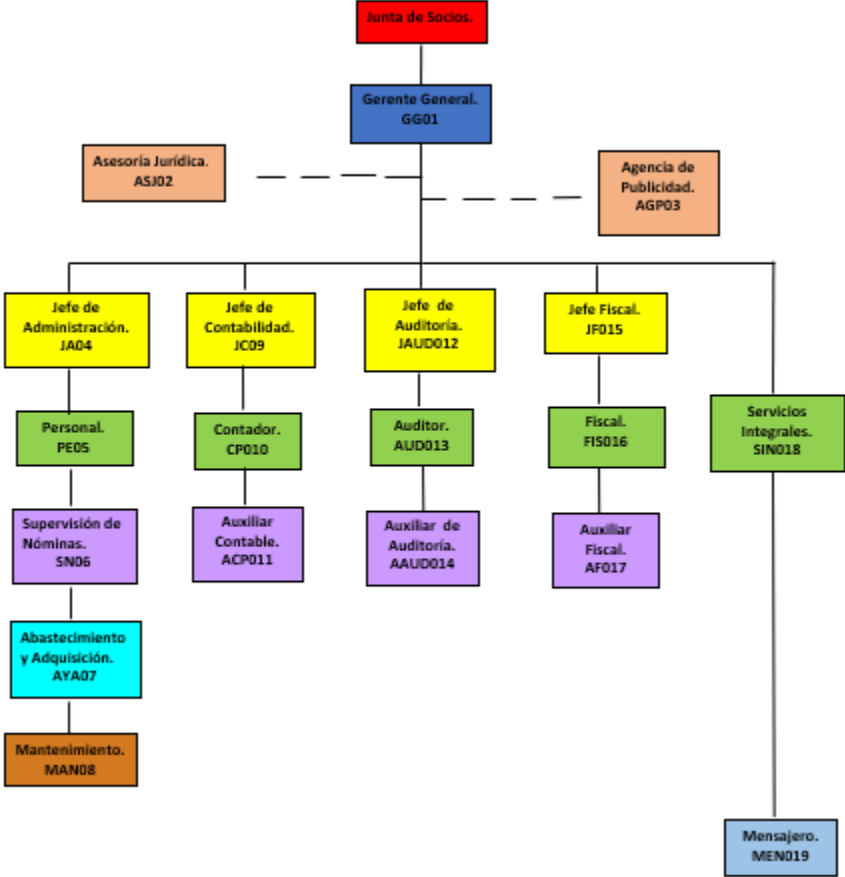 Junta de Socios.
Gerente General.
GG01
Asesoría Jurídica.
ASJ02
Agencia de
Publicidad.
AGP03
Jefe de
Administración.
JA04
Jefe de
Contabilidad.
JC09
Jefe de
Auditoría.
JAUD012
Jefe Fiscal.
JF015
Personal.
PE05
Contador.
CP010
Auditor.
AUD013
Fiscal.
FIS016
Servicios
Integrales.
SIN018
Supervisión de
Nóminas.
SN06
Auxiliar
Contable.
ACP011
Auxiliar de
Auditoría.
AAUD014
Auxiliar
Fiscal.
AF017
Abastecimiento
y Adquisición.
AYA07
Mantenimiento.
MAN08
Mensajero.
MEN019